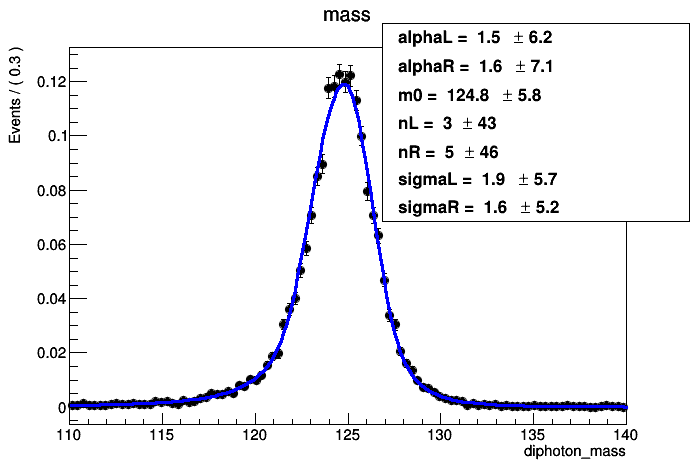 mass
alphaL = 1.5 ± 6.2
alphaR = 1.6 ± 7.1
m0 = 124.8 ± 5.8
nL = 3 ± 43
nR = 5 ± 46
sigmaL = 1.9 ± 5.7
sigmaR = 1.6 ± 5.2
Events / ( 0.3 )
0.12
0.1
0.08
0.06
0.04
0.02
0
110 115 120 125 130 135 140
diphoton_mass